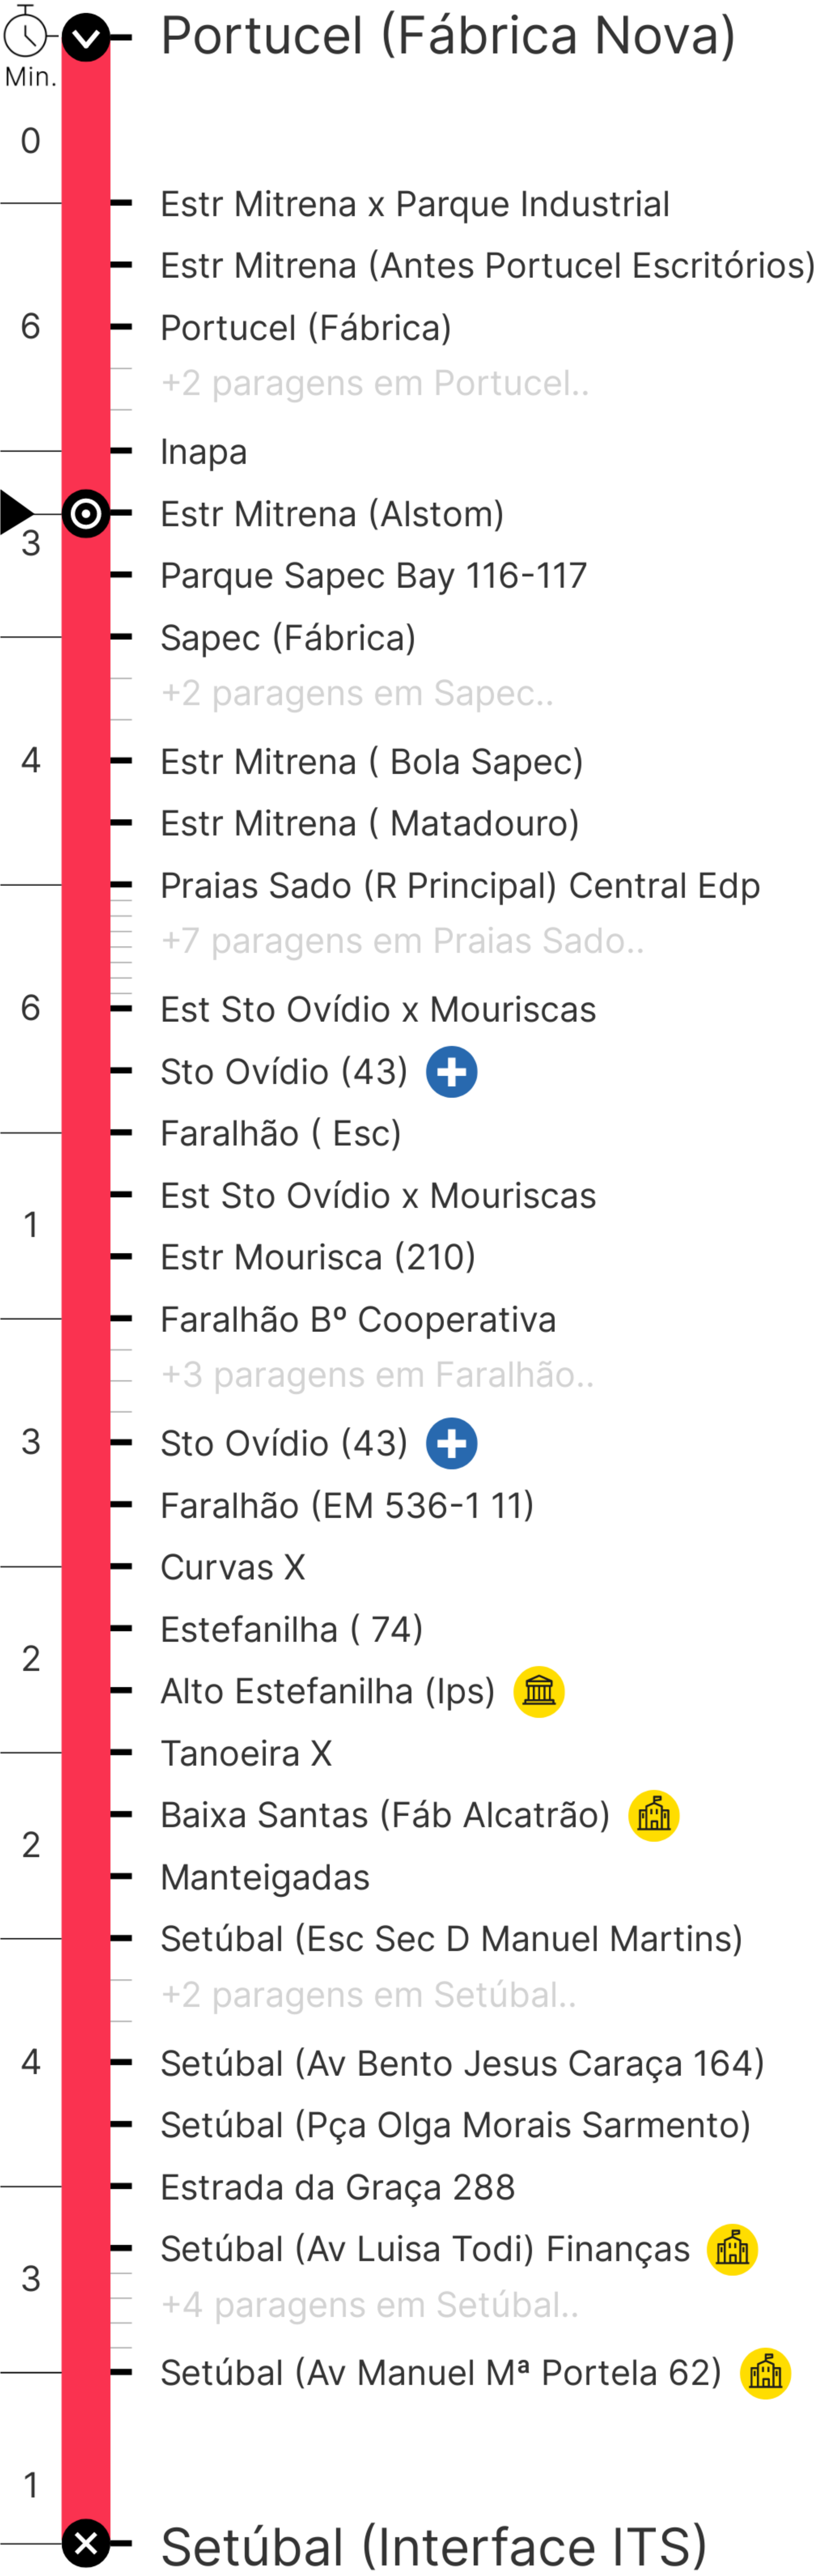 Portucel (Fábrica Nova)
Min.
0
Estr Mitrena x Parque Industrial
Estr Mitrena (Antes Portucel Escritórios)
6
Portucel (Fábrica)
+2 paragens em Portucel..
Inapa
Estr Mitrena (Alstom)
3
Parque Sapec Bay 116-117
Sapec (Fábrica)
+2 paragens em Sapec..
4
Estr Mitrena ( Bola Sapec)
Estr Mitrena ( Matadouro)
Praias Sado (R Principal) Central Edp
+7 paragens em Praias Sado..
6
Est Sto Ovídio x Mouriscas
Sto Ovídio (43)
Faralhão ( Esc)
Est Sto Ovídio x Mouriscas
1
Estr Mourisca (210)
Faralhão Bº Cooperativa
+3 paragens em Faralhão..
3
Sto Ovídio (43)
Faralhão (EM 536-1 11)
Curvas X
Estefanilha ( 74)
2
Alto Estefanilha (Ips)
Tanoeira X
Baixa Santas (Fáb Alcatrão)
2
Manteigadas
Setúbal (Esc Sec D Manuel Martins)
+2 paragens em Setúbal..
4
Setúbal (Av Bento Jesus Caraça 164)
Setúbal (Pça Olga Morais Sarmento)
Estrada da Graça 288
Setúbal (Av Luisa Todi) Finanças
3
+4 paragens em Setúbal..
Setúbal (Av Manuel Mª Portela 62)
1
Setúbal (Interface ITS)